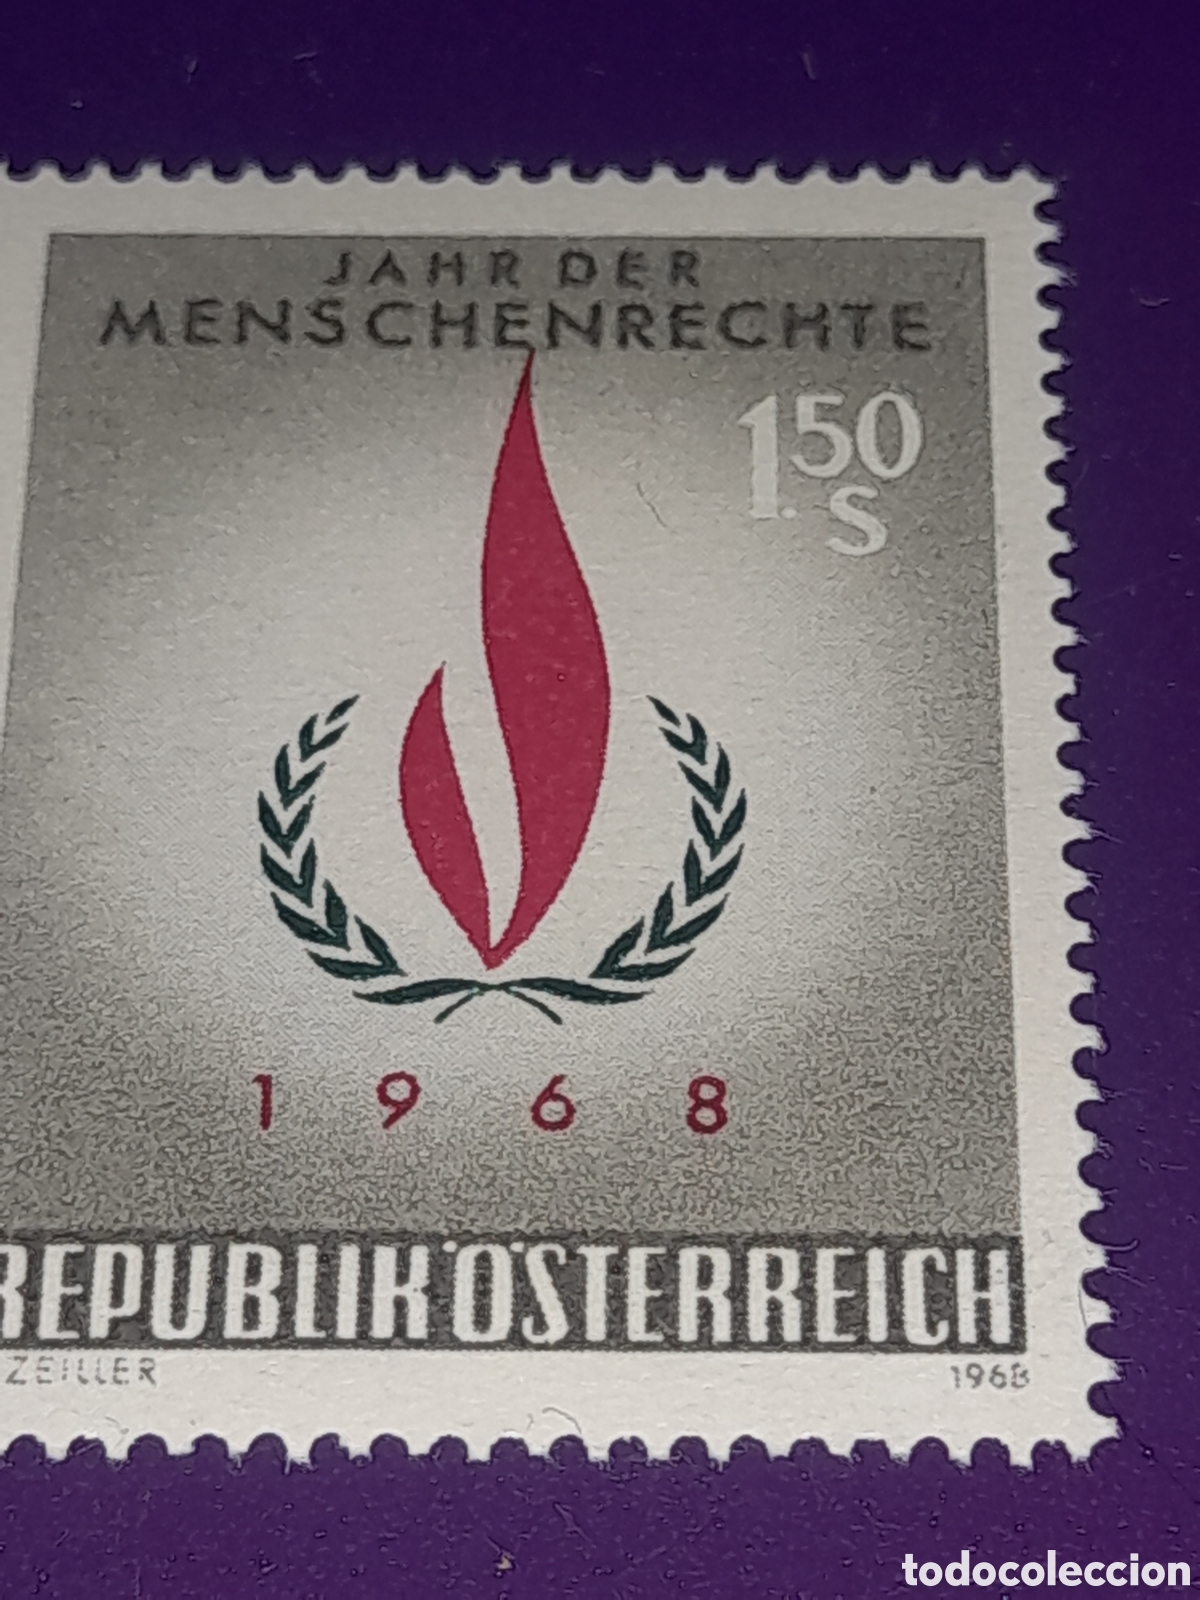 JAHR DER
MENSCHENRECHTE
1.50
S
1968
REPUBLIK ÖSTERREICH
ZEILLER 1968
todocoleccion